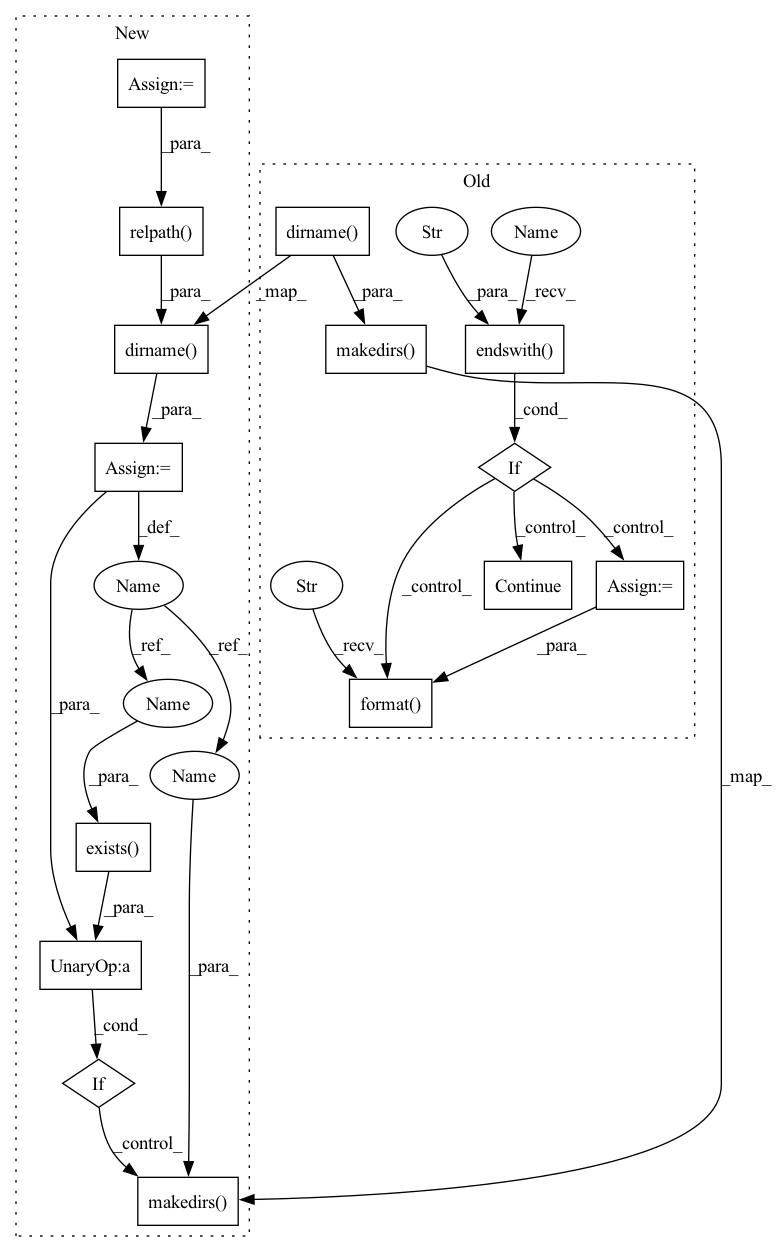 New
Assign:=
_para_
Old
relpath()
dirname()
Str
Name
_para_
_map_
_para_
_para_
_recv_
dirname()
makedirs()
endswith()
_para_
_cond_
Assign:=
If
_def_
_control_
_control_
Name
Str
Continue
Assign:=
_control_
_ref_
_ref_
_recv_
_para_
Name
format()
_para_
Name
_para_
_map_
exists()
_para_
UnaryOp:a
_para_
_cond_
If
_control_
makedirs()